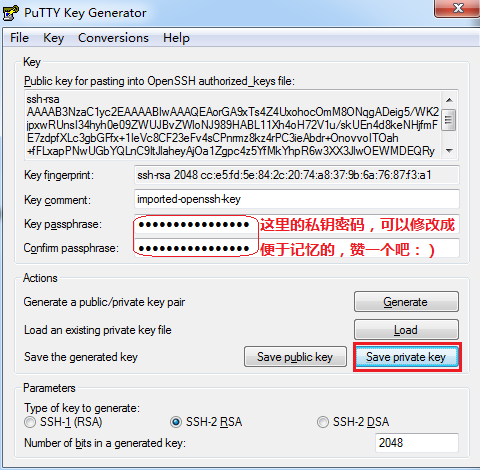 PuTTY Key Generator
File Key Conversions Help
Key
Public key for pasting into OpenSSH authorized_keys file:
ssh-rsa
AAAAB3NzaC1yc2EAAAABIwAAAQEAorGA9xTs4Z4UxohocOmM8ONqgADeig5/WK2
jpxwRUnsI34hyh0e09ZWUJBvZWloNJ989HABL11Xh4oH72V1u/skUEn4d8keNHjfmF
E7zdpfXLc3gbGFfx+1IeVc8CF23eFv4sCPnmz8kz4rPC3ieAbdr+OnovvoITOah
+fFLxapPNwUGbYQLnC9ltJlaheyAjOa1Zgpc4z5YfMkYhpR6w3XX3JlwOEWMDEQRy
Key fingerprint: ssh-rsa 2048 cc:e5:fd:5e:84:2c:20:74:a8:37:9b:6a:76:87:f3:a1
Key comment: imported-openssh-key
Key passphrase: ●●●●●●●●●●●●●●●● 这里的私钥密码，可以修改成
Confirm passphrase: ●●●●●●●●●●●●●●●● 便于记忆的，赞一个吧：）
Actions
Generate a public/private key pair Generate
Load an existing private key file Load
Save the generated key Save public key Save private key
Parameters
Type of key to generate:
SSH-1 (RSA) SSH-2 RSA SSH-2 DSA
Number of bits in a generated key: 2048